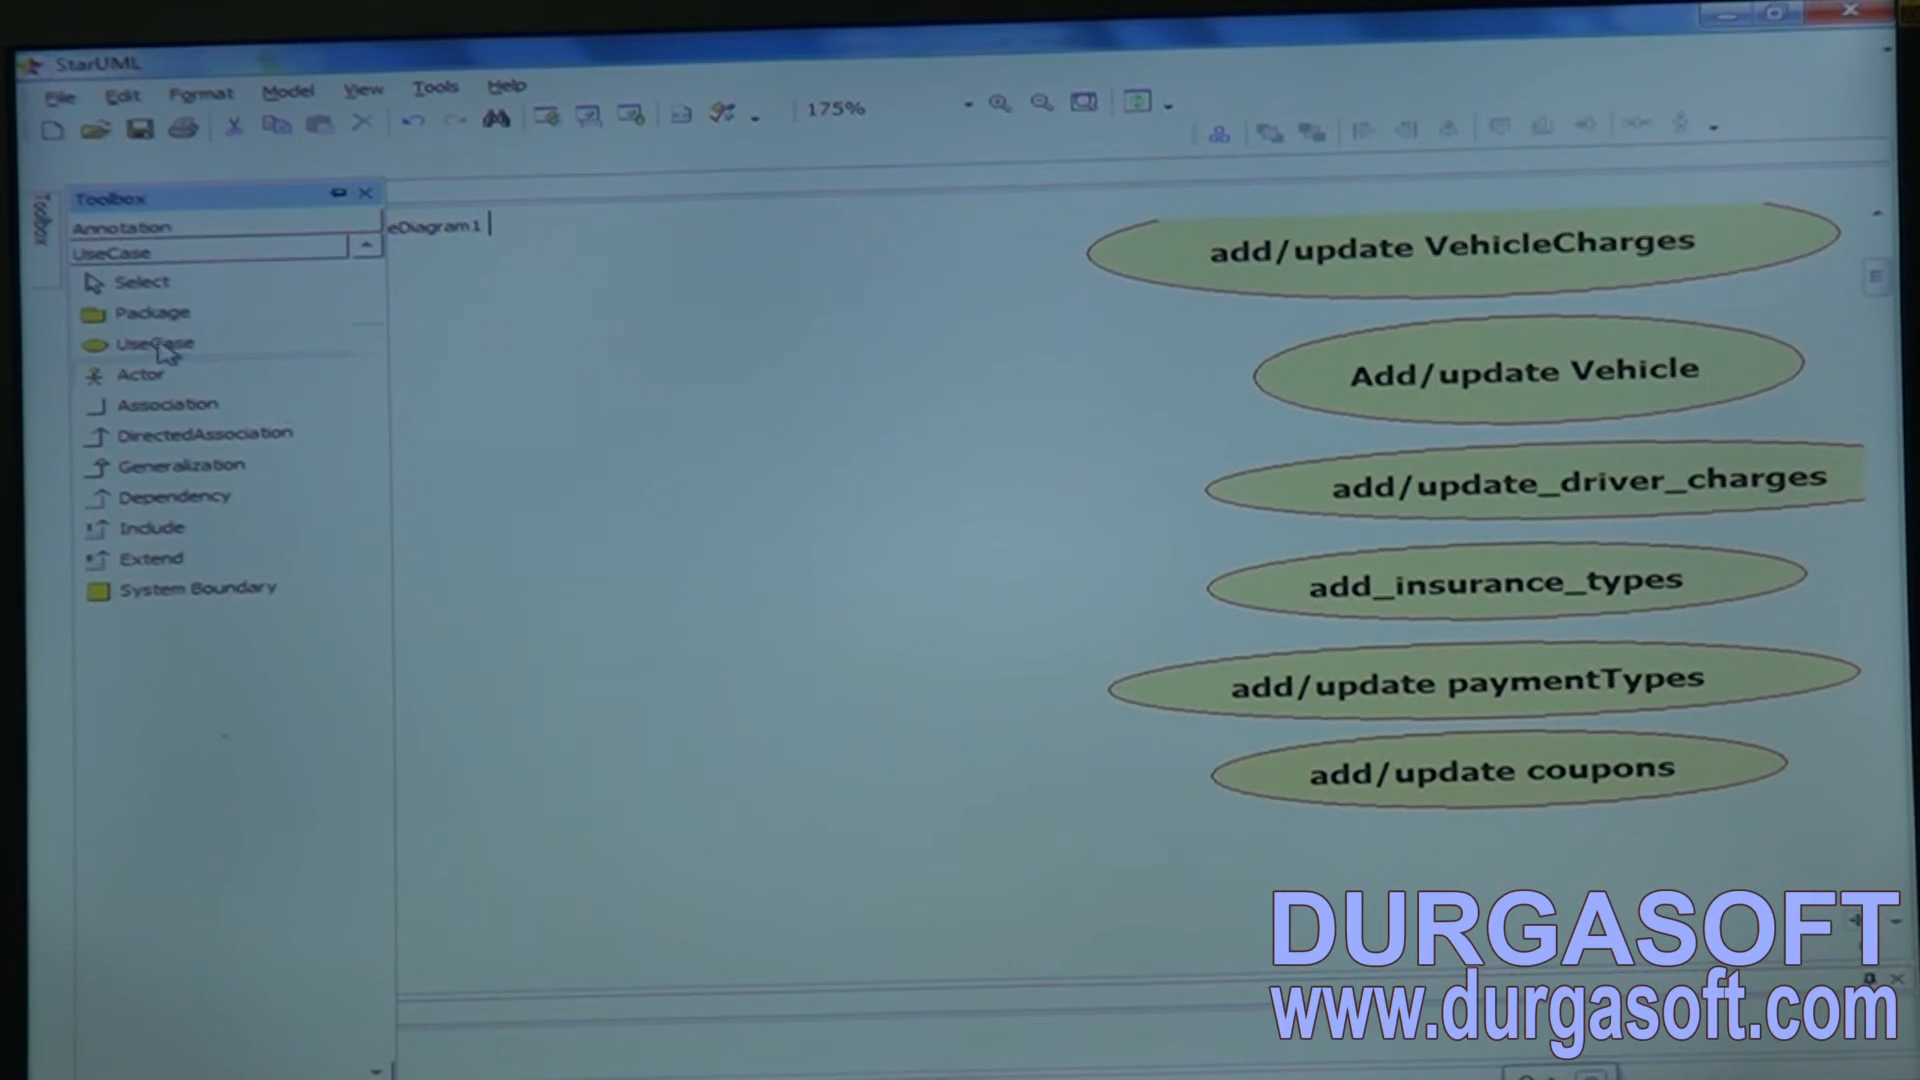 StarUML
File Edit Format Model View Tools Help
175%
Toolbox
Toolbox
Annotation
eDiagram1
UseCase
Select
Package
UseCase
Actor
Association
DirectedAssociation
Generalization
Dependency
Include
Extend
System Boundary
add/update VehicleCharges
Add/update Vehicle
add/update_driver_charges
add_insurance_types
add/update paymentTypes
add/update coupons
DURGASOFT
www.durgasoft.com